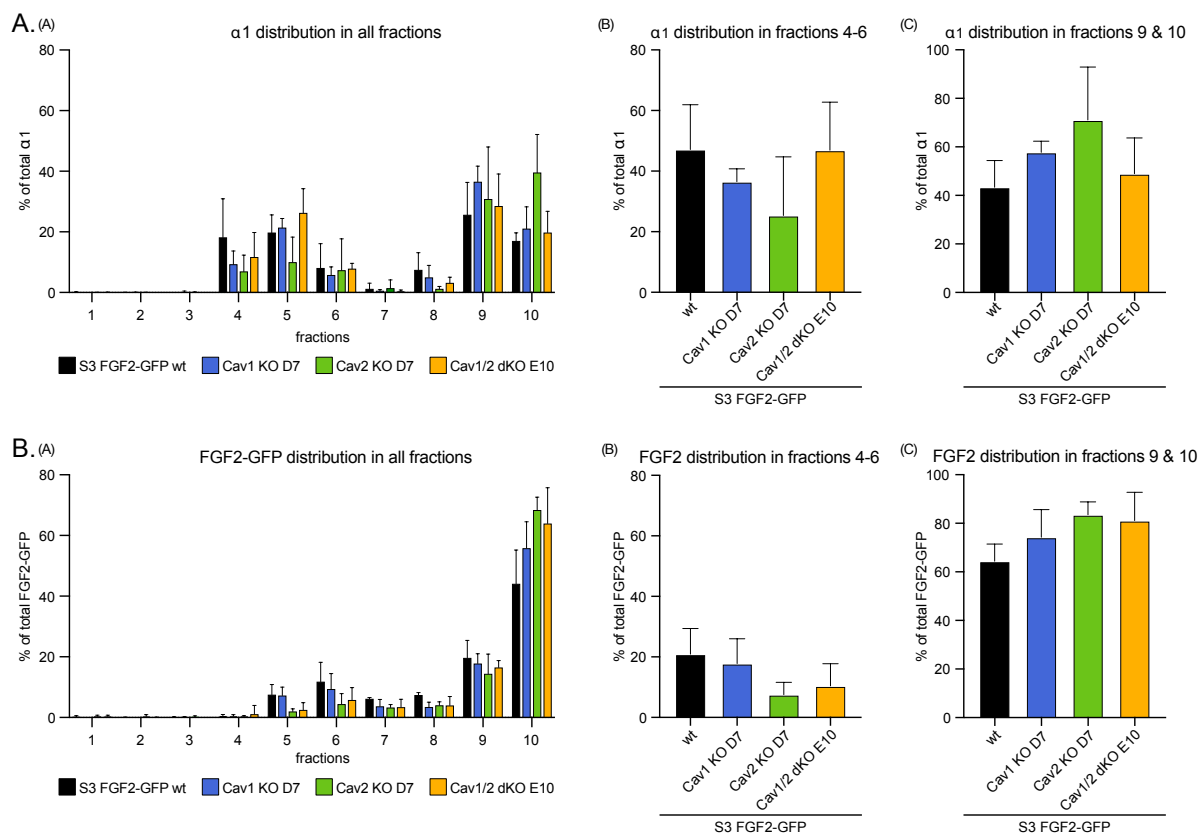 A.
(A)
α1 distribution in all fractions
% of total α1
80
60
40
20
0
1 2 3 4 5 6 7 8 9 10
fractions
S3 FGF2-GFP wt Cav1 KO D7 Cav2 KO D7 Cav1/2 dKO E10
(B)
α1 distribution in fractions 4-6
% of total α1
80
60
40
20
0
wt
Cav1 KO D7
Cav2 KO D7
Cav1/2 dKO E10
S3 FGF2-GFP
(C)
α1 distribution in fractions 9 & 10
% of total α1
100
80
60
40
20
0
wt
Cav1 KO D7
Cav2 KO D7
Cav1/2 dKO E10
S3 FGF2-GFP
B.
(A)
FGF2-GFP distribution in all fractions
% of total FGF2-GFP
80
60
40
20
0
1 2 3 4 5 6 7 8 9 10
fractions
S3 FGF2-GFP wt Cav1 KO D7 Cav2 KO D7 Cav1/2 dKO E10
(B)
FGF2 distribution in fractions 4-6
% of total FGF2-GFP
80
60
40
20
0
wt
Cav1 KO D7
Cav2 KO D7
Cav1/2 dKO E10
S3 FGF2-GFP
(C)
FGF2 distribution in fractions 9 & 10
% of total FGF2-GFP
100
80
60
40
20
0
wt
Cav1 KO D7
Cav2 KO D7
Cav1/2 dKO E10
S3 FGF2-GFP